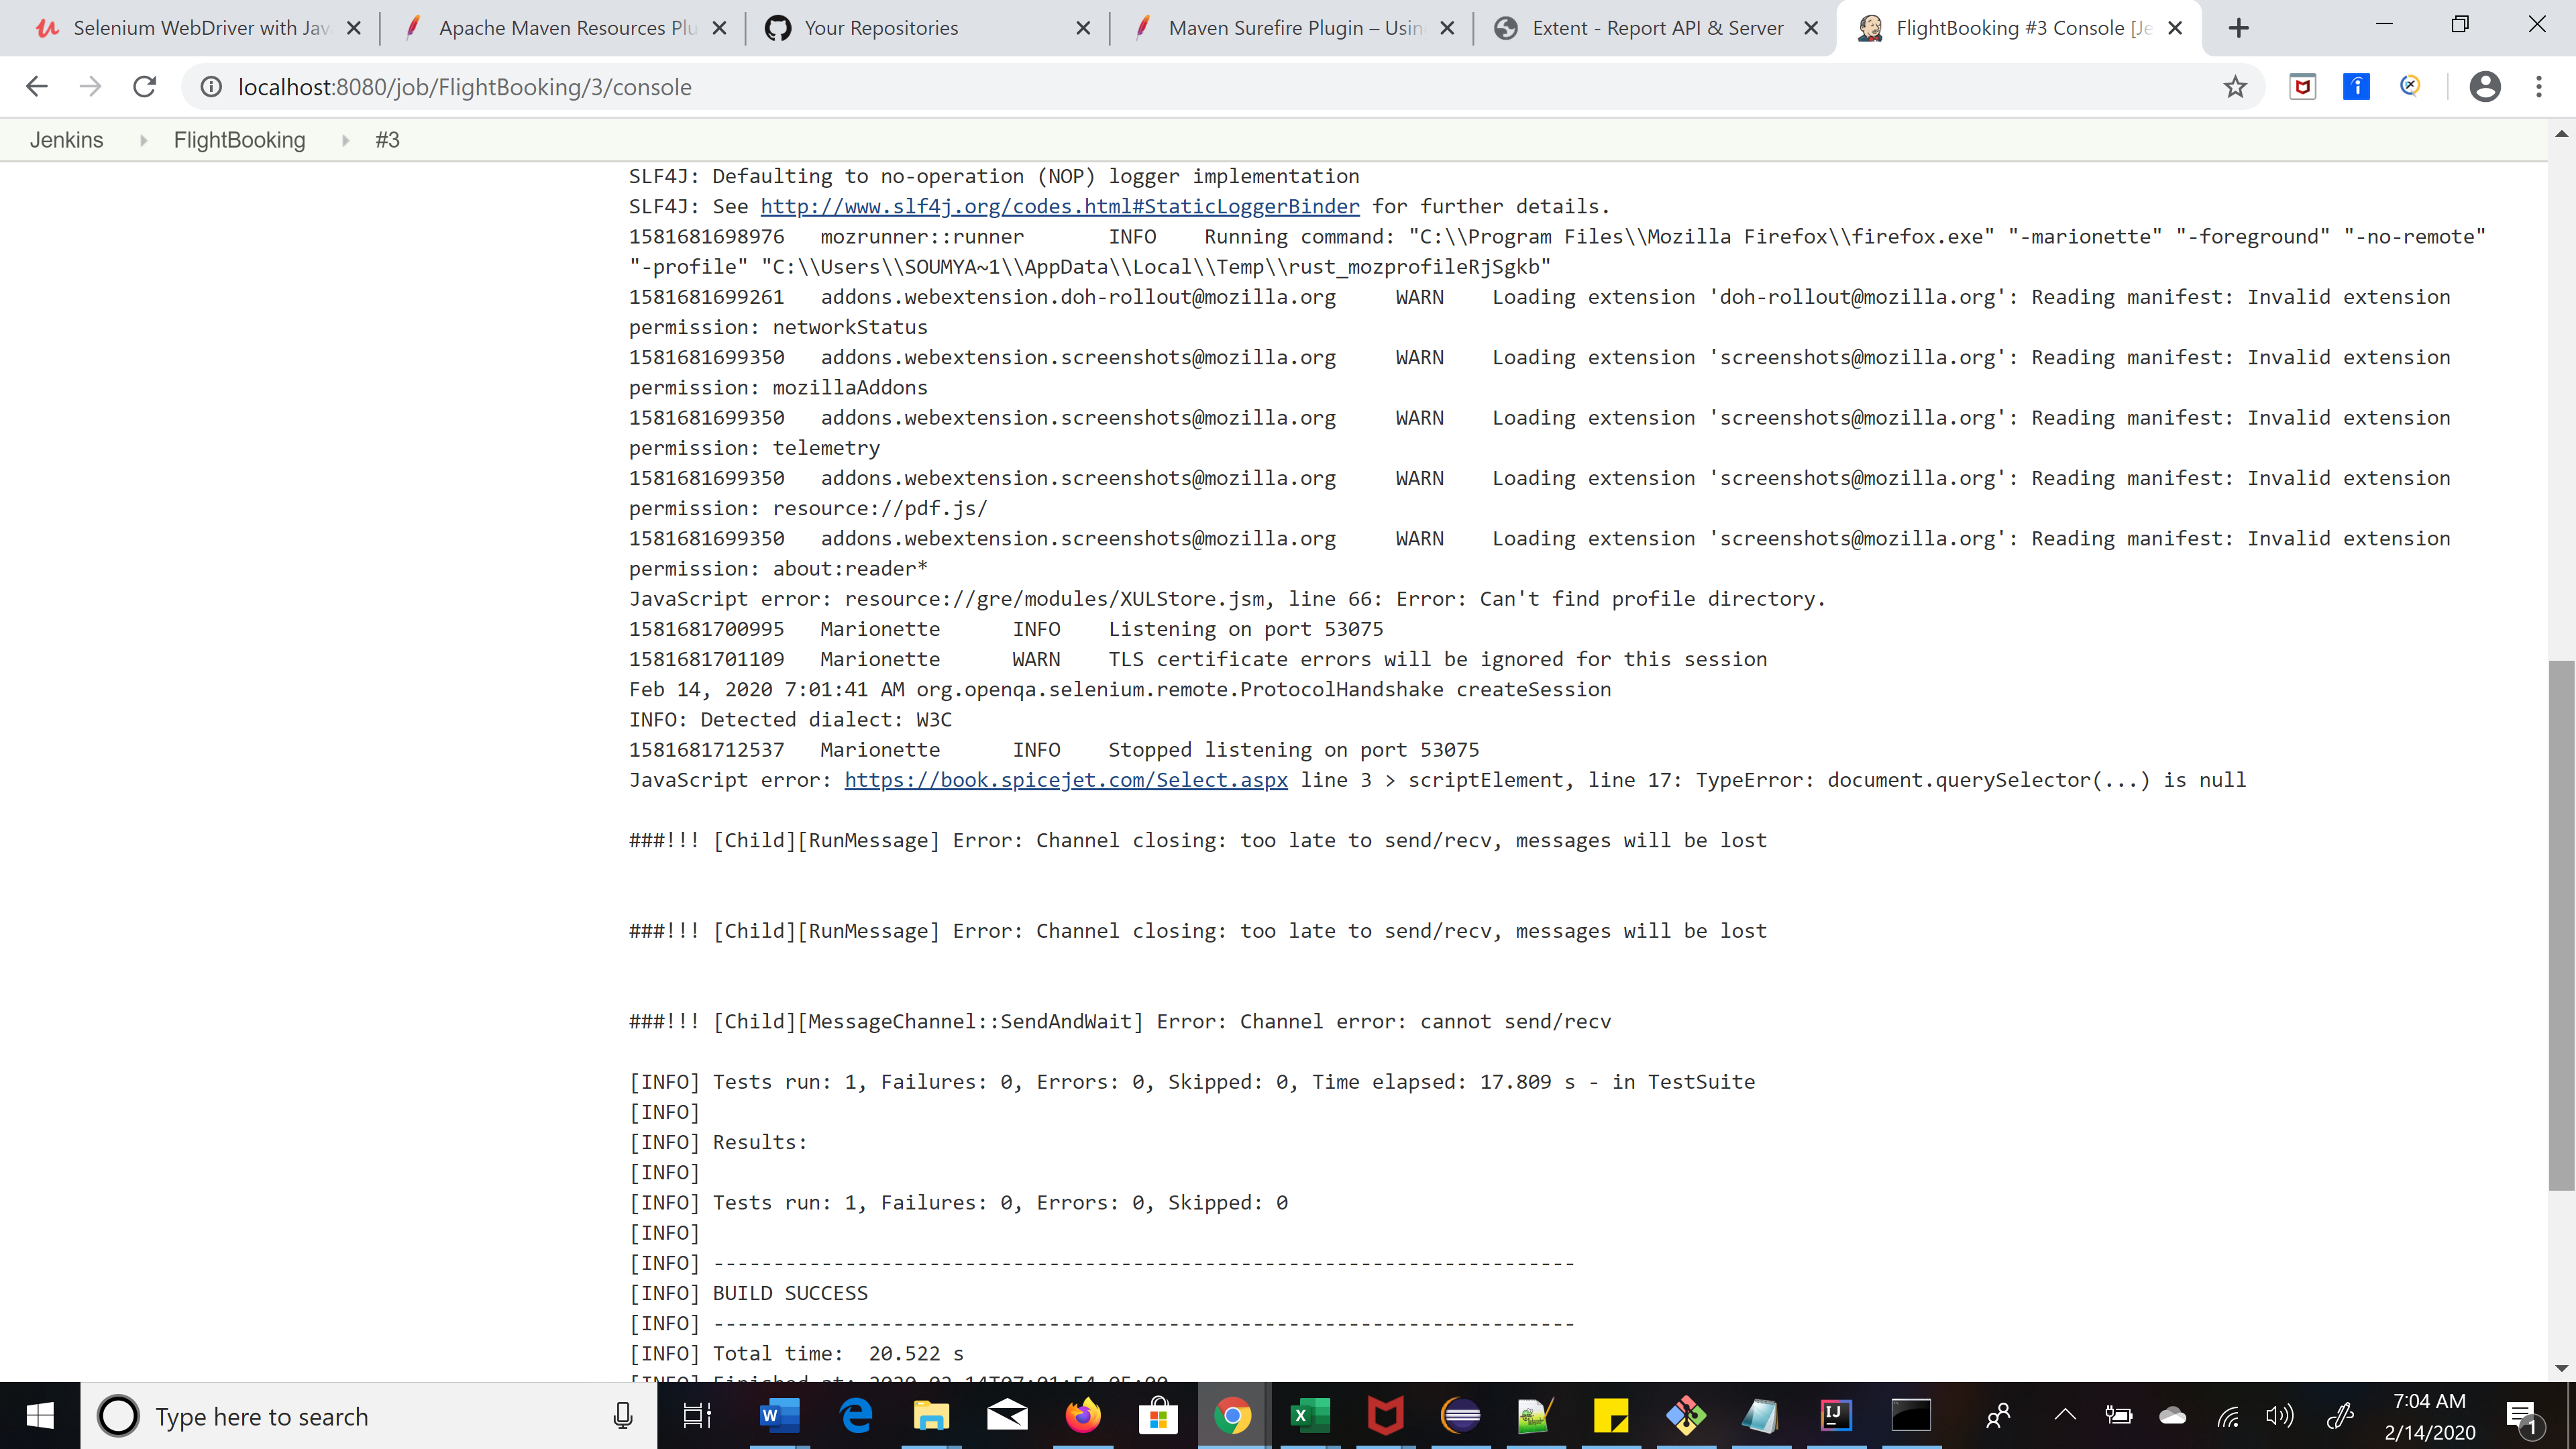 Selenium WebDriver with Jav
Apache Maven Resources Plu
Your Repositories
Maven Surefire Plugin – Usin
Extent - Report API & Server
FlightBooking #3 Console [Je
localhost:8080/job/FlightBooking/3/console
Jenkins FlightBooking #3
SLF4J: Defaulting to no-operation (NOP) logger implementation
SLF4J: See http://www.slf4j.org/codes.html#StaticLoggerBinder for further details.
1581681698976 mozrunner::runner INFO Running command: "C:\\Program Files\\Mozilla Firefox\\firefox.exe" "-marionette" "-foreground" "-no-remote"
"-profile" "C:\\Users\\SOUMYA~1\\AppData\\Local\\Temp\\rust_mozprofileRjSgkb"
1581681699261 addons.webextension.doh-rollout@mozilla.org WARN Loading extension 'doh-rollout@mozilla.org': Reading manifest: Invalid extension
permission: networkStatus
1581681699350 addons.webextension.screenshots@mozilla.org WARN Loading extension 'screenshots@mozilla.org': Reading manifest: Invalid extension
permission: mozillaAddons
1581681699350 addons.webextension.screenshots@mozilla.org WARN Loading extension 'screenshots@mozilla.org': Reading manifest: Invalid extension
permission: telemetry
1581681699350 addons.webextension.screenshots@mozilla.org WARN Loading extension 'screenshots@mozilla.org': Reading manifest: Invalid extension
permission: resource://pdf.js/
1581681699350 addons.webextension.screenshots@mozilla.org WARN Loading extension 'screenshots@mozilla.org': Reading manifest: Invalid extension
permission: about:reader*
JavaScript error: resource://gre/modules/XULStore.jsm, line 66: Error: Can't find profile directory.
1581681700995 Marionette INFO Listening on port 53075
1581681701109 Marionette WARN TLS certificate errors will be ignored for this session
Feb 14, 2020 7:01:41 AM org.openqa.selenium.remote.ProtocolHandshake createSession
INFO: Detected dialect: W3C
1581681712537 Marionette INFO Stopped listening on port 53075
JavaScript error: https://book.spicejet.com/Select.aspx line 3 > scriptElement, line 17: TypeError: document.querySelector(...) is null
###!!! [Child][RunMessage] Error: Channel closing: too late to send/recv, messages will be lost
###!!! [Child][RunMessage] Error: Channel closing: too late to send/recv, messages will be lost
###!!! [Child][MessageChannel::SendAndWait] Error: Channel error: cannot send/recv
[INFO] Tests run: 1, Failures: 0, Errors: 0, Skipped: 0, Time elapsed: 17.809 s - in TestSuite
[INFO]
[INFO] Results:
[INFO]
[INFO] Tests run: 1, Failures: 0, Errors: 0, Skipped: 0
[INFO]
[INFO] ------------------------------------------------------------------------
[INFO] BUILD SUCCESS
[INFO] ------------------------------------------------------------------------
[INFO] Total time:  20.522 s
[INFO] Finished at: 2020-02-14T07:01:54-05:00
Type here to search
7:04 AM
2/14/2020
1